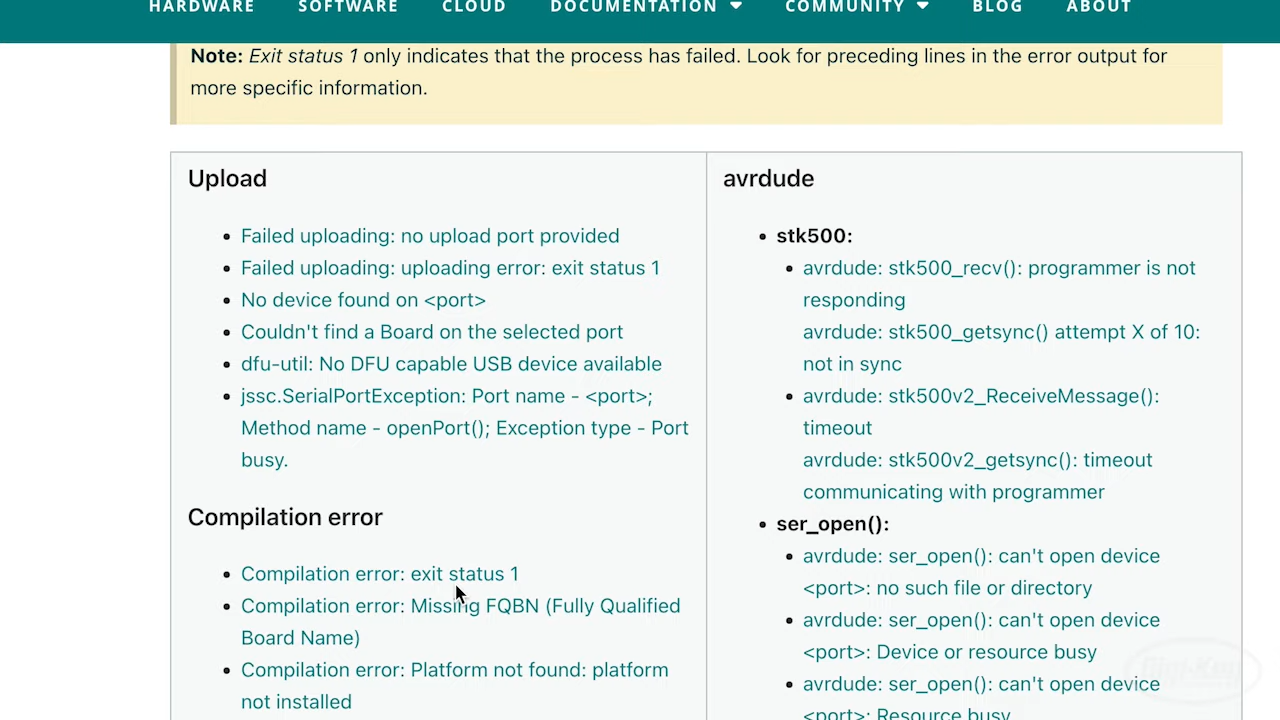 HARDWARE SOFTWARE CLOUD DOCUMENTATION COMMUNITY BLOG ABOUT
Note: Exit status 1 only indicates that the process has failed. Look for preceding lines in the error output for
more specific information.
Upload
Failed uploading: no upload port provided
Failed uploading: uploading error: exit status 1
No device found on <port>
Couldn't find a Board on the selected port
dfu-util: No DFU capable USB device available
jssc.SerialPortException: Port name - <port>;
Method name - openPort(); Exception type - Port
busy.
Compilation error
Compilation error: exit status 1
Compilation error: Missing FQBN (Fully Qualified
Board Name)
Compilation error: Platform not found: platform
not installed
avrdude
stk500:
avrdude: stk500_recv(): programmer is not
responding
avrdude: stk500_getsync() attempt X of 10:
not in sync
avrdude: stk500v2_ReceiveMessage():
timeout
avrdude: stk500v2_getsync(): timeout
communicating with programmer
ser_open():
avrdude: ser_open(): can't open device
<port>: no such file or directory
avrdude: ser_open(): can't open device
<port>: Device or resource busy
avrdude: ser_open(): can't open device
<port>: Resource busy
Digi-Key